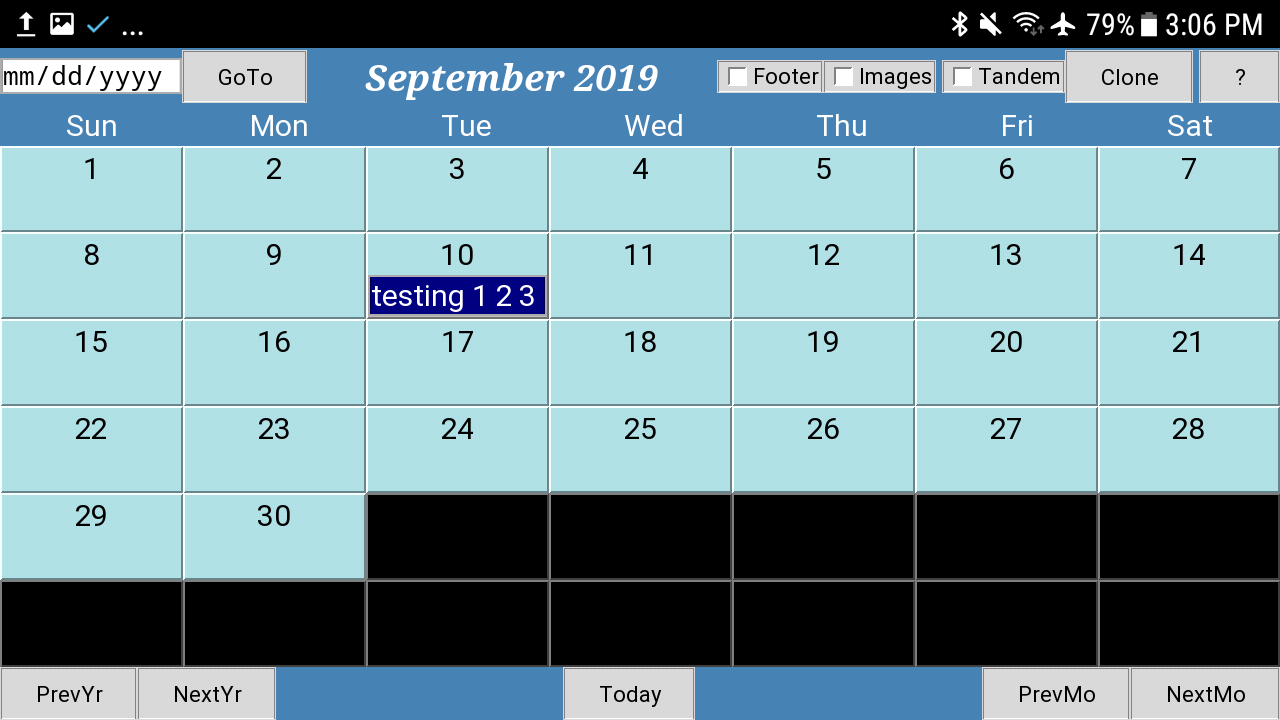 ... 79% 3:06 PM
mm/dd/yyyy GoTo September 2019 Footer Images Tandem Clone ?
Sun Mon Tue Wed Thu Fri Sat
1 2 3 4 5 6 7
8 9 10 11 12 13 14
testing 1 2 3
15 16 17 18 19 20 21
22 23 24 25 26 27 28
29 30
PrevYr NextYr Today PrevMo NextMo